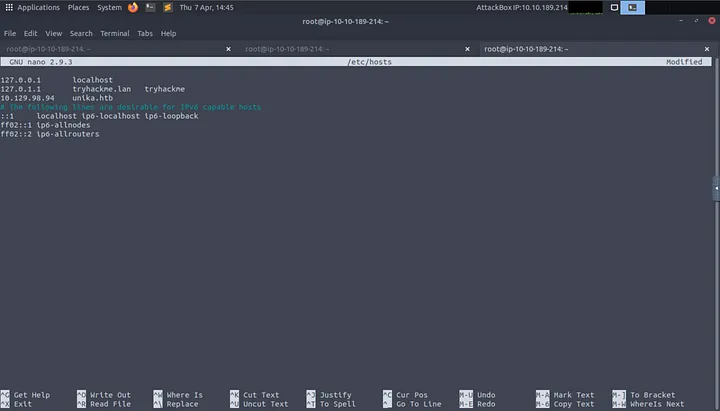 Applications Places System Thu 7 Apr, 14:45 AttackBox IP:10.10.189.214
root@ip-10-10-189-214: ~
File Edit View Search Terminal Tabs Help
root@ip-10-10-189-214: ~ × root@ip-10-10-189-214: ~ × root@ip-10-10-189-214: ~ ×
GNU nano 2.9.3 /etc/hosts Modified
127.0.0.1 localhost
127.0.1.1 tryhackme.lan tryhackme
10.129.98.94 unika.htb
# The following lines are desirable for IPv6 capable hosts
::1 localhost ip6-localhost ip6-loopback
ff02::1 ip6-allnodes
ff02::2 ip6-allrouters
^G Get Help ^O Write Out ^W Where Is ^K Cut Text ^J Justify ^C Cur Pos M-U Undo M-A Mark Text M-] To Bracket
^X Exit ^R Read File ^\ Replace ^U Uncut Text ^T To Spell ^_ Go To Line M-E Redo M-6 Copy Text M-W WhereIs Next